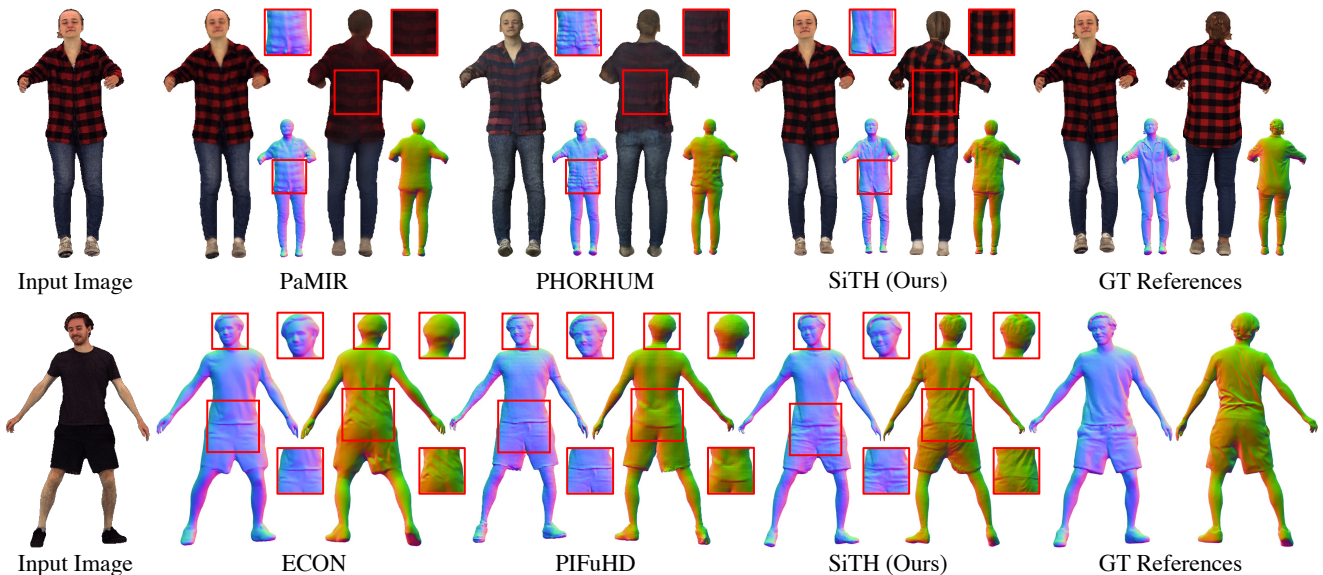 Input Image PaMIR PHORHUM SiTH (Ours) GT References
Input Image ECON PIFuHD SiTH (Ours) GT References